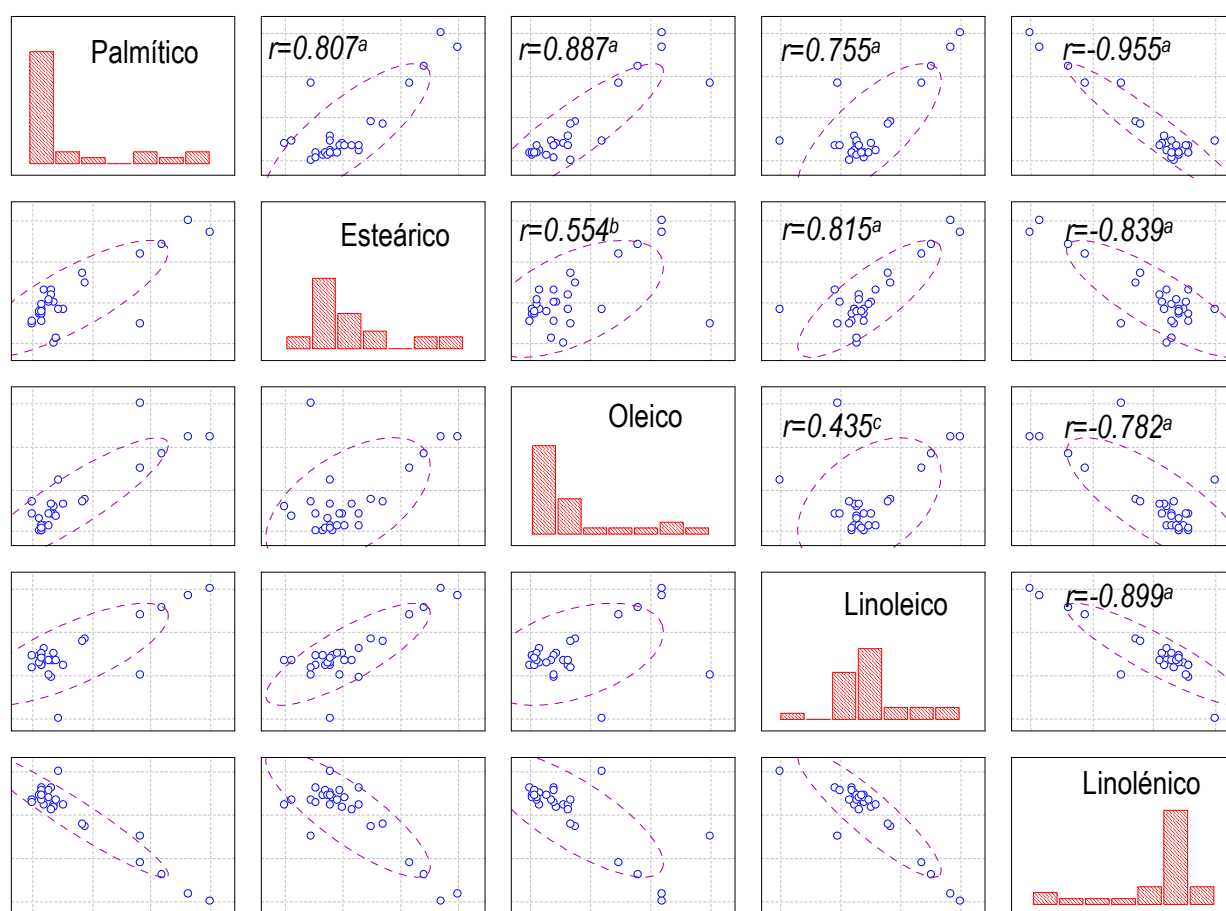 Palmítico r=0.807ᵃ r=0.887ᵃ r=0.755ᵃ r=-0.955ᵃ
Esteárico r=0.554ᵇ r=0.815ᵃ r=-0.839ᵃ
Oleico r=0.435ᶜ r=-0.782ᵃ
Linoleico r=-0.899ᵃ
Linolénico